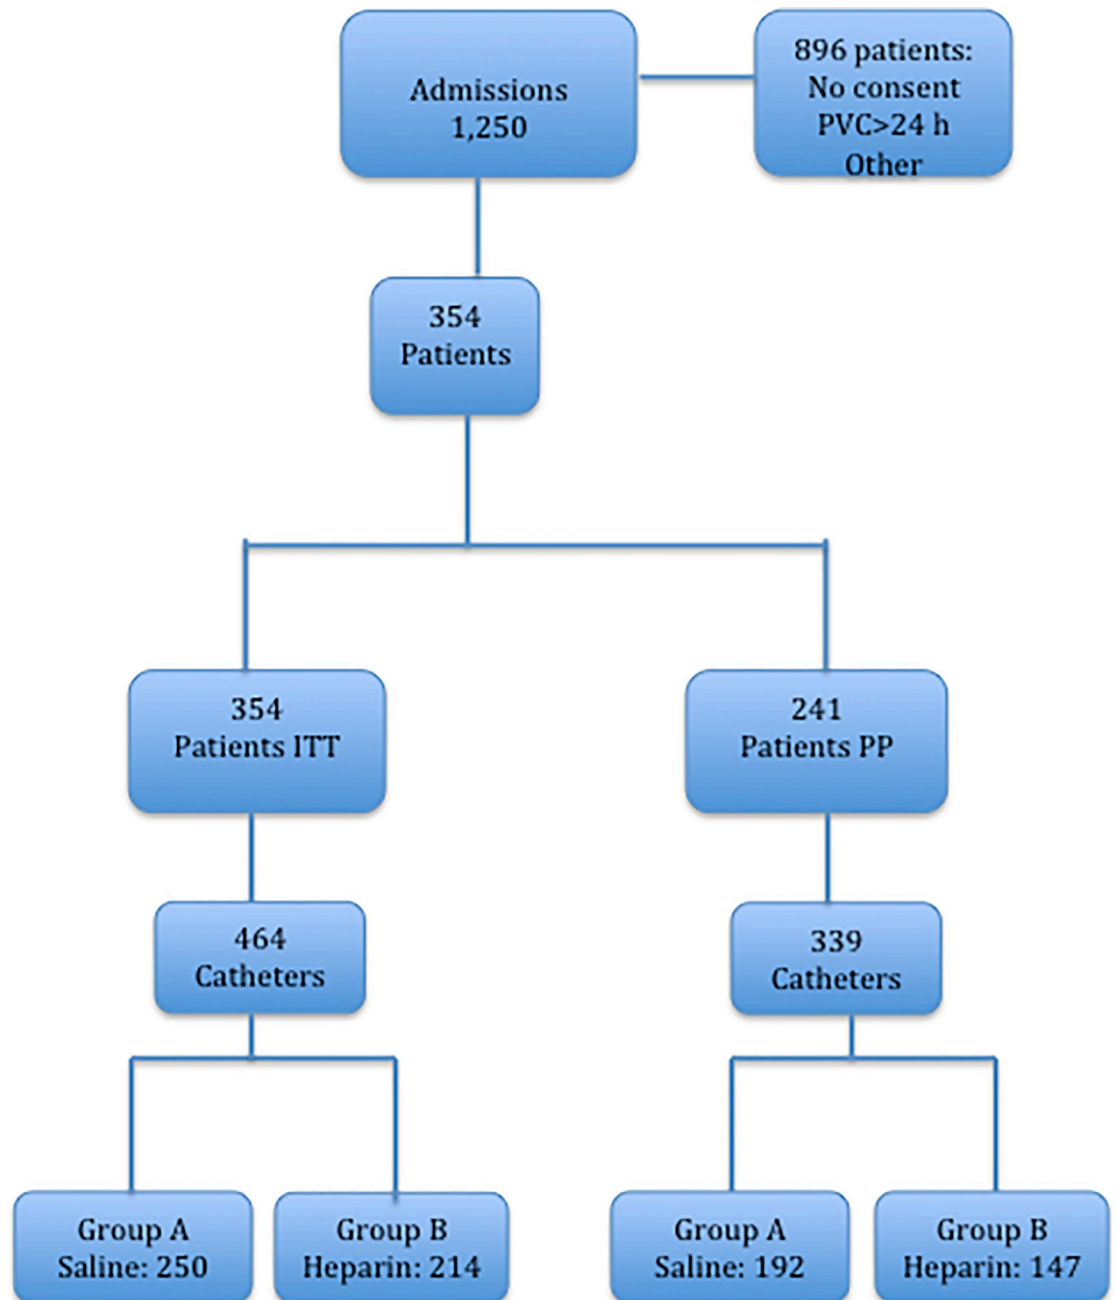 Admissions
1,250
896 patients:
No consent
PVC>24 h
Other
354
Patients
354
Patients ITT
241
Patients PP
464
Catheters
339
Catheters
Group A
Saline: 250
Group B
Heparin: 214
Group A
Saline: 192
Group B
Heparin: 147